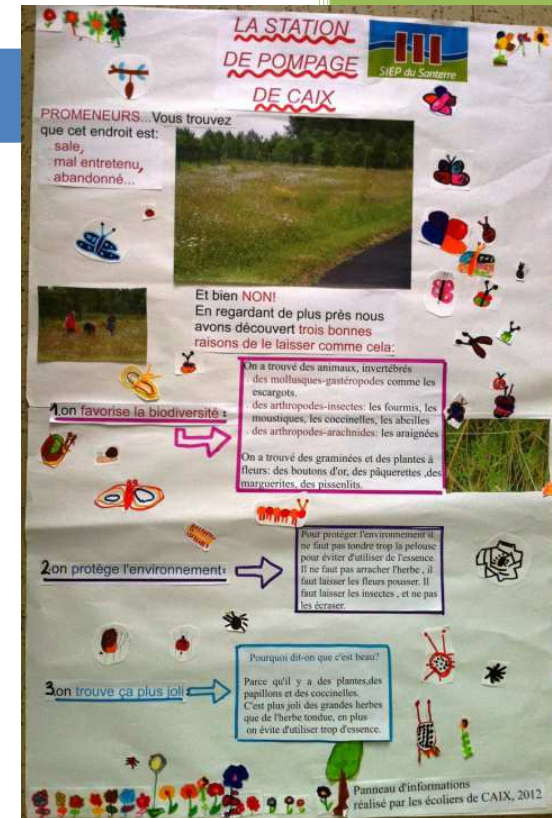 LA STATION
DE POMPAGE
DE CAIX
SIEP du Santerre
PROMENEURS...Vous trouvez
que cet endroit est:
. sale,
. mal entretenu,
. abandonné...
Et bien NON!
En regardant de plus près nous
avons découvert trois bonnes
raisons de le laisser comme cela:
1.on favorise la biodiversité :
On a trouvé des animaux, invertébrés
. des mollusques-gastéropodes comme les
escargots.
. des arthropodes-insectes: les fourmis, les
moustiques, les coccinelles, les abeilles
. des arthropodes-arachnides: les araignées
On a trouvé des graminées et des plantes à
fleurs: des boutons d'or, des pâquerettes ,des
marguerites, des pissenlits.
2.on protège l'environnement:
Pour protéger l'environnement il
ne faut pas tondre trop la pelouse
pour éviter d'utiliser de l'essence.
Il ne faut pas arracher l'herbe , il
faut laisser les fleurs pousser. Il
faut laisser les insectes , et ne pas
les écraser.
3.on trouve ça plus joli:
Pourquoi dit-on que c'est beau?
Parce qu'il y a des plantes,des
papillons et des coccinelles.
C'est plus joli des grandes herbes
que de l'herbe tondue, en plus
on évite d'utiliser trop d'essence.
Panneau d'informations
réalisé par les écoliers de CAIX, 2012